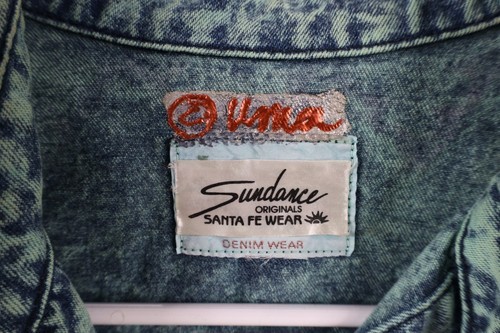 Uma
Sundance
ORIGINALS
SANTA FE WEAR
DENIM WEAR